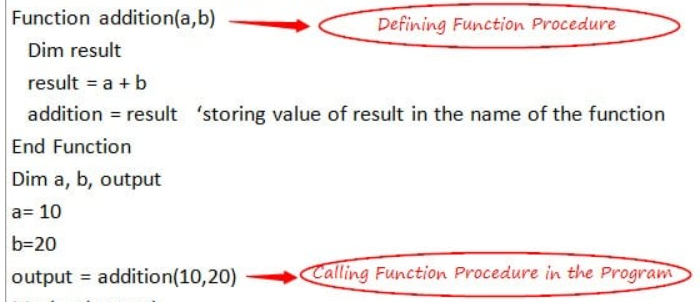 Function addition(a,b) Defining Function Procedure
Dim result
result = a + b
addition = result ‘storing value of result in the name of the function
End Function
Dim a, b, output
a= 10
b=20
output = addition(10,20) Calling Function Procedure in the Program